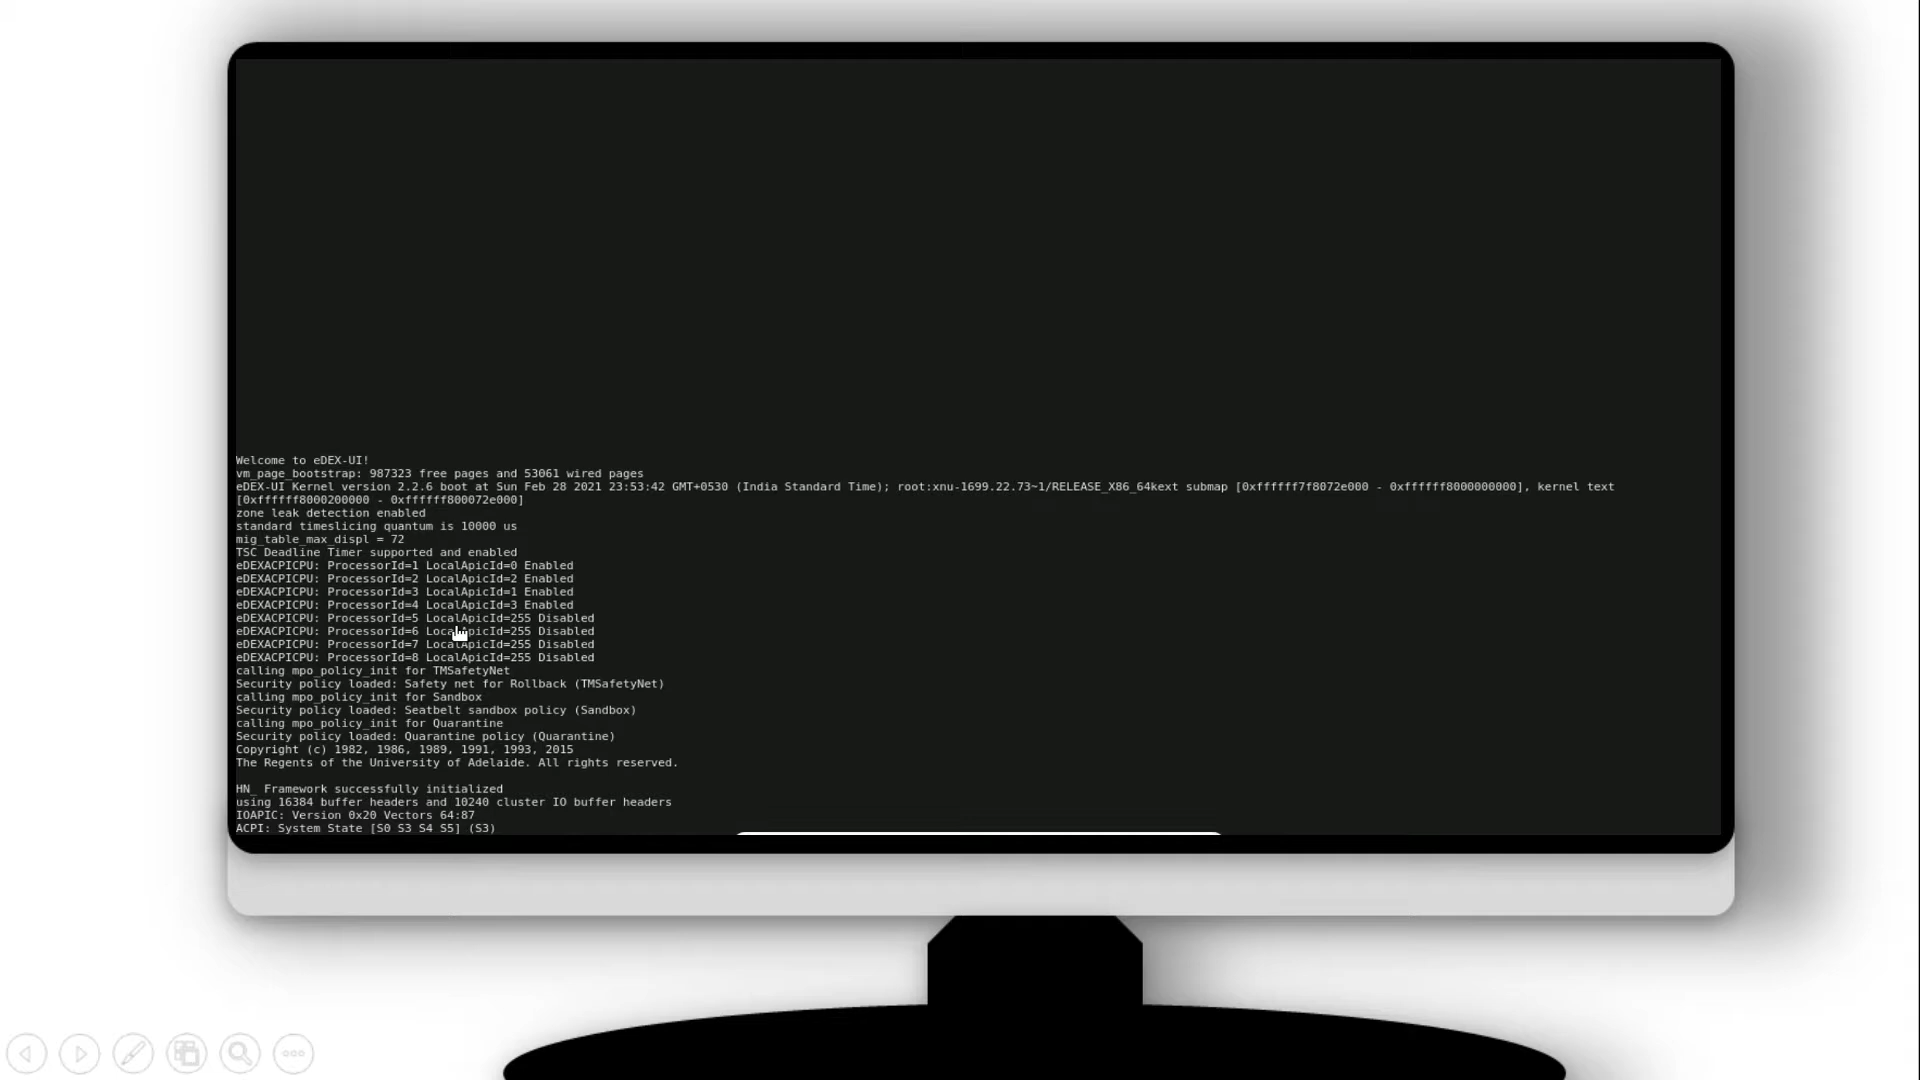 Welcome to eDEX-UI!
vm_page_bootstrap: 987323 free pages and 53061 wired pages
eDEX-UI Kernel version 2.2.6 boot at Sun Feb 28 2021 23:53:42 GMT+0530 (India Standard Time); root:xnu-1699.22.73~1/RELEASE_X86_64kext submap [0xffffff7f8072e000 - 0xffffff8000000000], kernel text
[0xffffff8000200000 - 0xffffff800072e000]
zone leak detection enabled
standard timeslicing quantum is 10000 us
mig_table_max_displ = 72
TSC Deadline Timer supported and enabled
eDEXACPICPU: ProcessorId=1 LocalApicId=0 Enabled
eDEXACPICPU: ProcessorId=2 LocalApicId=2 Enabled
eDEXACPICPU: ProcessorId=3 LocalApicId=1 Enabled
eDEXACPICPU: ProcessorId=4 LocalApicId=3 Enabled
eDEXACPICPU: ProcessorId=5 LocalApicId=255 Disabled
eDEXACPICPU: ProcessorId=6 LocalApicId=255 Disabled
eDEXACPICPU: ProcessorId=7 LocalApicId=255 Disabled
eDEXACPICPU: ProcessorId=8 LocalApicId=255 Disabled
calling mpo_policy_init for TMSafetyNet
Security policy loaded: Safety net for Rollback (TMSafetyNet)
calling mpo_policy_init for Sandbox
Security policy loaded: Seatbelt sandbox policy (Sandbox)
calling mpo_policy_init for Quarantine
Security policy loaded: Quarantine policy (Quarantine)
Copyright (c) 1982, 1986, 1989, 1991, 1993, 2015
The Regents of the University of Adelaide. All rights reserved.
HN_ Framework successfully initialized
using 16384 buffer headers and 10240 cluster IO buffer headers
IOAPIC: Version 0x20 Vectors 64:87
ACPI: System State [S0 S3 S4 S5] (S3)